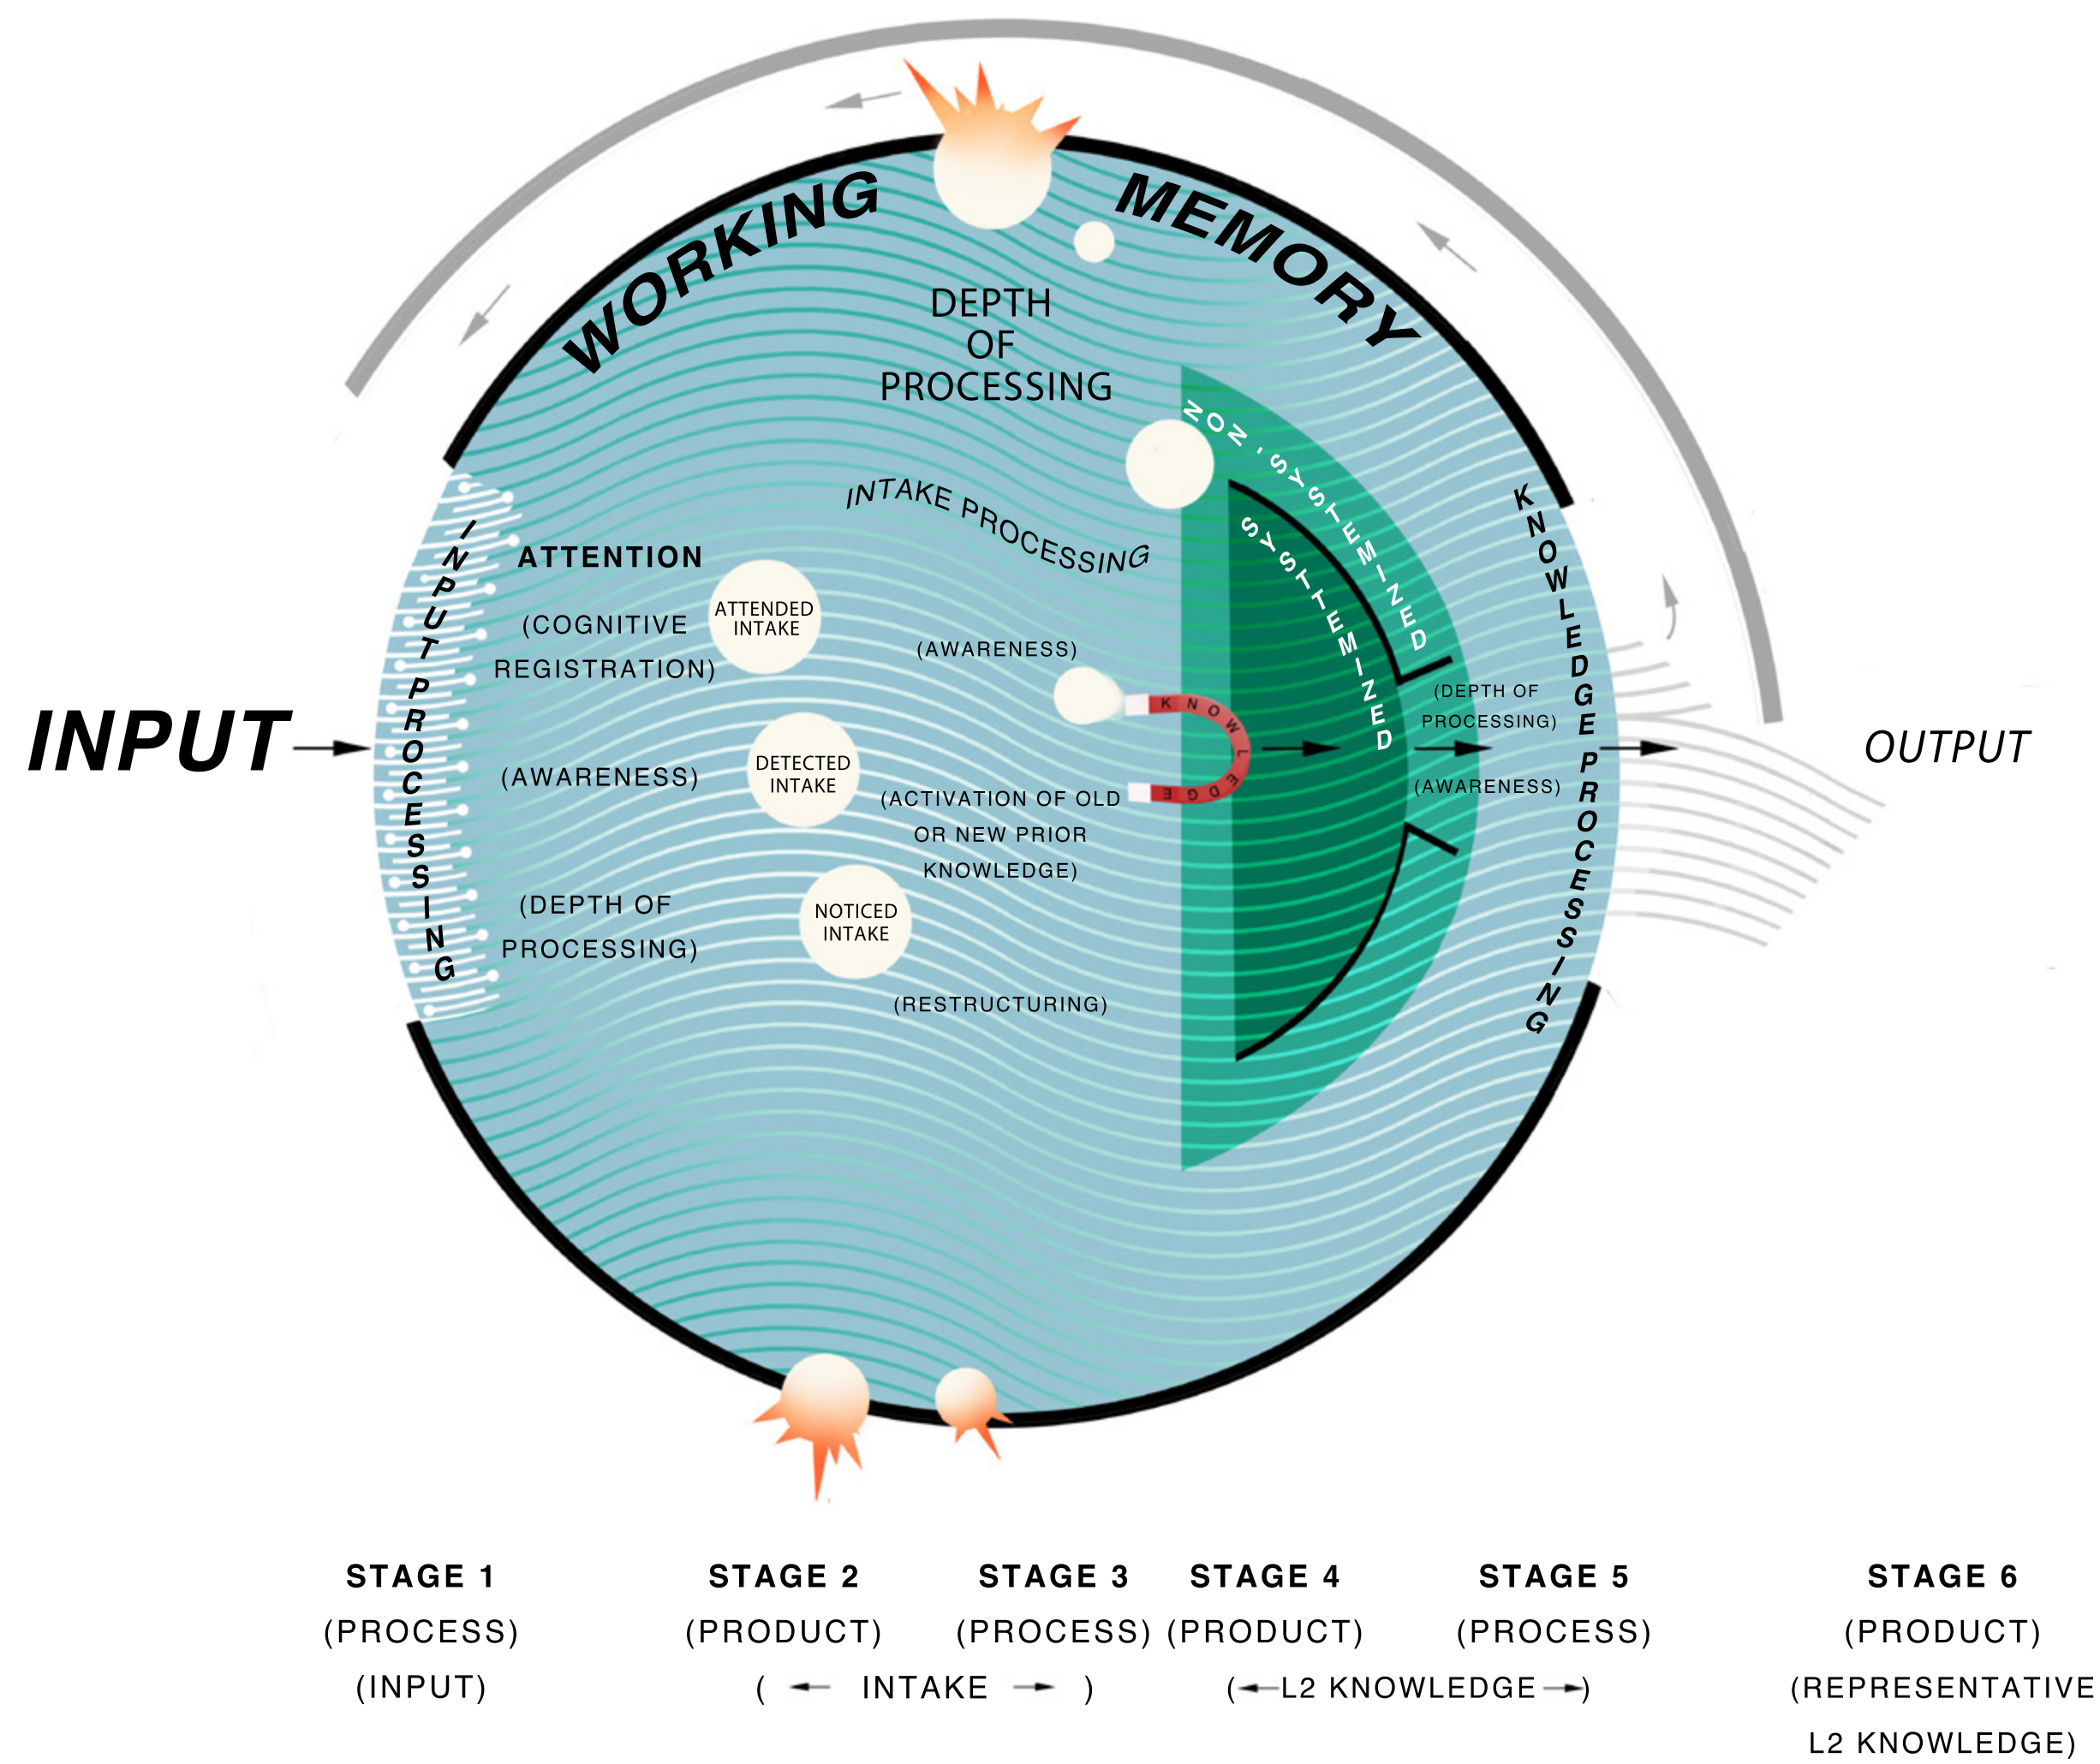 WORKING MEMORY
DEPTH
OF
PROCESSING
NON-SYSTEMIZED
SYSTEMIZED
INTAKE PROCESSING
INPUT
INPUT PROCESSING
ATTENTION
(COGNITIVE
REGISTRATION)
(AWARENESS)
(DEPTH OF
PROCESSING)
ATTENDED
INTAKE
DETECTED
INTAKE
NOTICED
INTAKE
(AWARENESS)
(ACTIVATION OF OLD
OR NEW PRIOR
KNOWLEDGE)
(RESTRUCTURING)
KNOWLEDGE
(DEPTH OF
PROCESSING)
(AWARENESS)
KNOWLEDGE PROCESSING
OUTPUT
STAGE 1
(PROCESS)
(INPUT)
STAGE 2
(PRODUCT)
STAGE 3
(PROCESS)
( INTAKE )
STAGE 4
(PRODUCT)
STAGE 5
(PROCESS)
( L2 KNOWLEDGE )
STAGE 6
(PRODUCT)
(REPRESENTATIVE
L2 KNOWLEDGE)